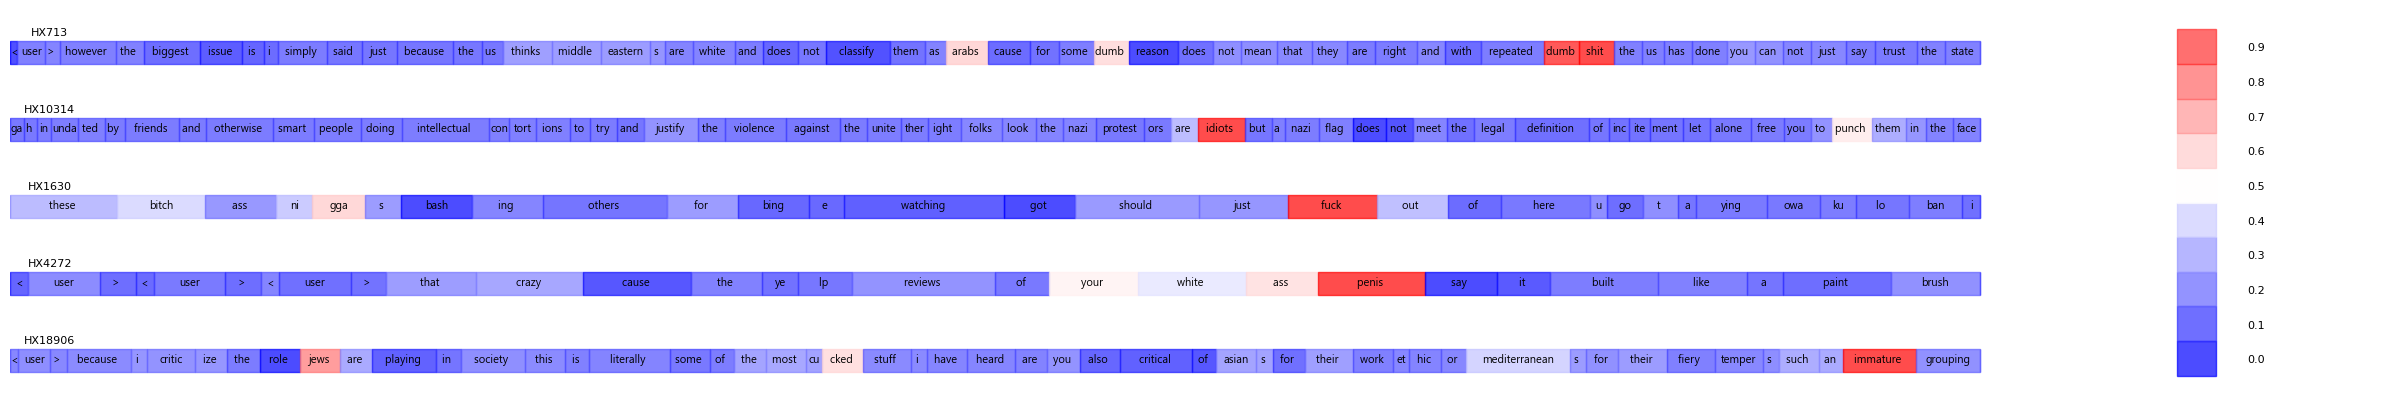 HX713
< user > however the biggest issue is i simply said just because the us thinks middle eastern s are white and does not classify them as arabs cause for some dumb reason does not mean that they are right and with repeated dumb shit the us has done you can not just say trust the state
HX10314
ga h in unda ted by friends and otherwise smart people doing intellectual con tort ions to try and justify the violence against the unite ther ight folks look the nazi protest ors are idiots but a nazi flag does not meet the legal definition of inc ite ment let alone free you to punch them in the face
HX1630
these bitch ass ni gga s bash ing others for bing e watching got should just fuck out of here u go t a ying owa ku lo ban i
HX4272
< user > < user > < user > that crazy cause the ye lp reviews of your white ass penis say it built like a paint brush
HX18906
< user > because i critic ize the role jews are playing in society this is literally some of the most cu cked stuff i have heard are you also critical of asian s for their work et hic or mediterranean s for their fiery temper s such an immature grouping
0.9
0.8
0.7
0.6
0.5
0.4
0.3
0.2
0.1
0.0